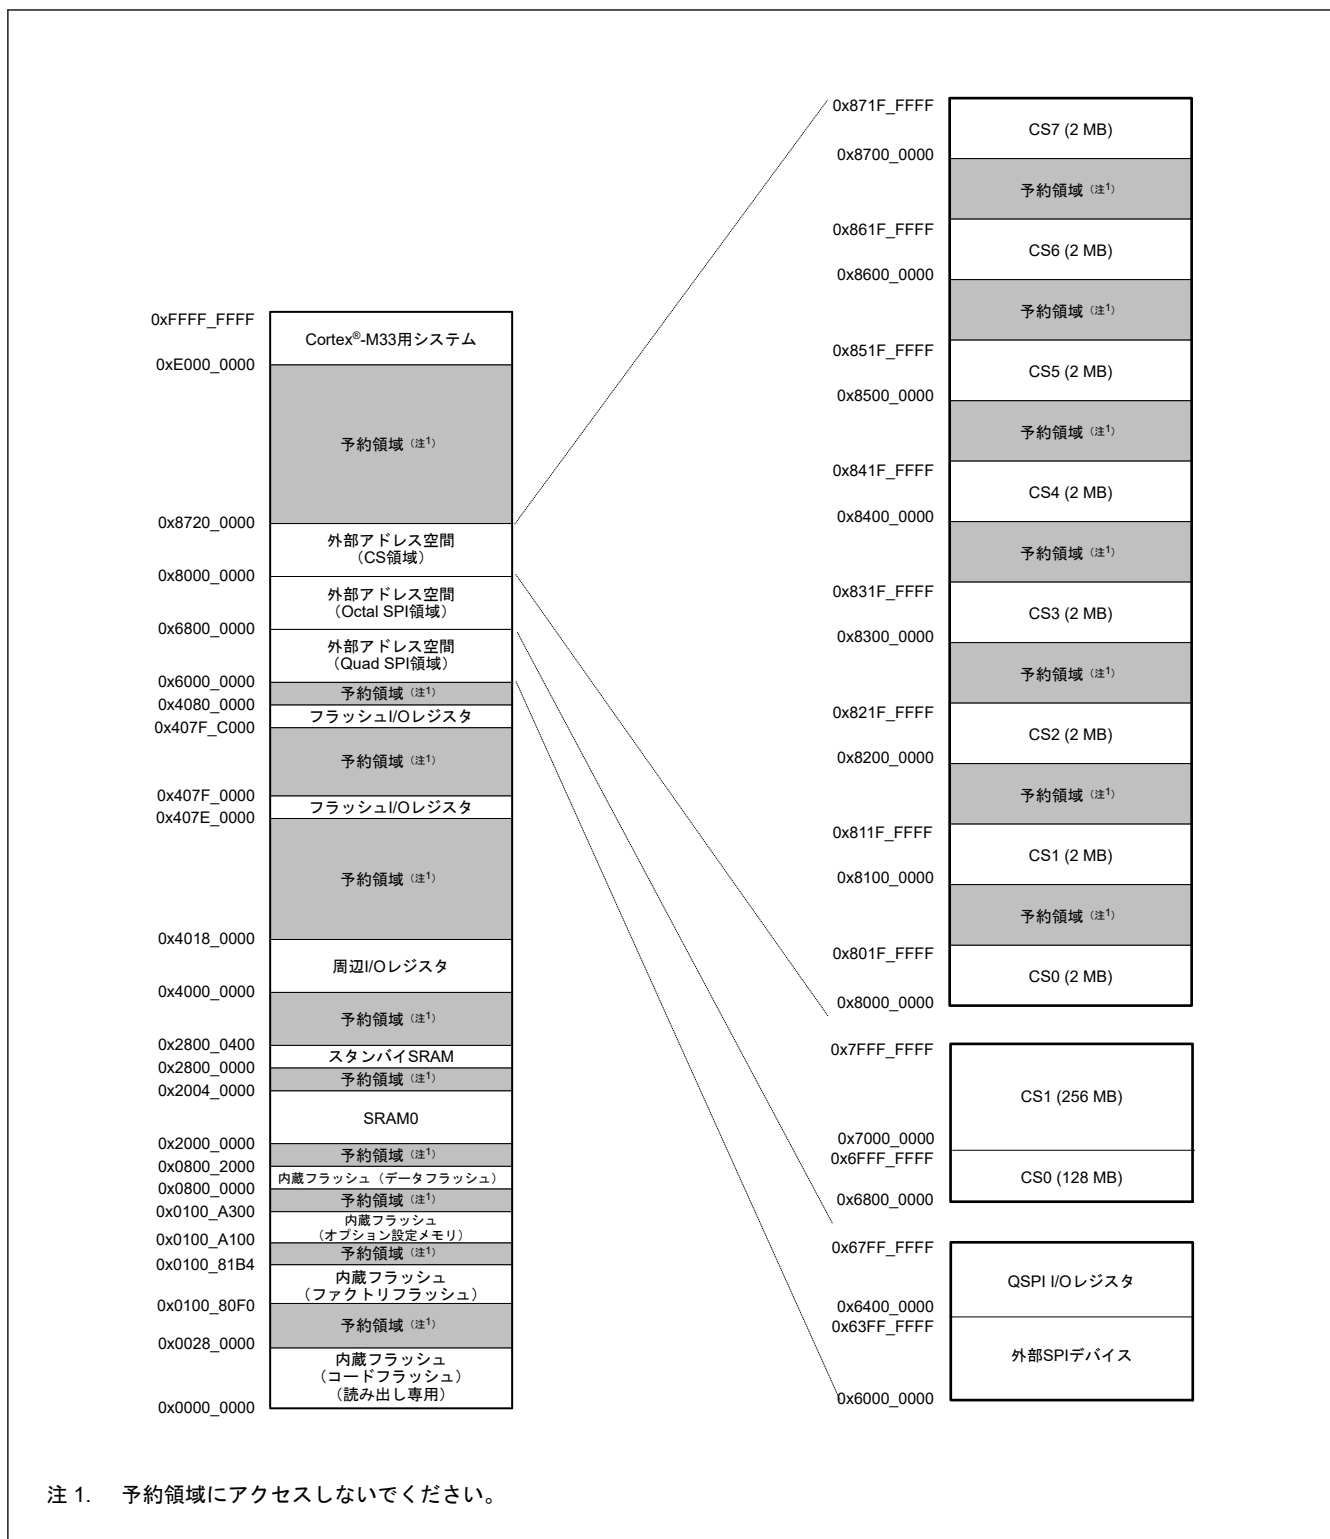 0xFFFF_FFFF
Cortex®-M33用システム
0xE000_0000
予約領域（注1）
0x8720_0000
外部アドレス空間
（CS領域）
0x8000_0000
外部アドレス空間
（Octal SPI領域）
0x6800_0000
外部アドレス空間
（Quad SPI領域）
0x6000_0000
予約領域（注1）
0x4080_0000
フラッシュI/Oレジスタ
0x407F_C000
予約領域（注1）
0x407F_0000
フラッシュI/Oレジスタ
0x407E_0000
予約領域（注1）
0x4018_0000
周辺I/Oレジスタ
0x4000_0000
予約領域（注1）
0x2800_0400
スタンバイSRAM
0x2800_0000
予約領域（注1）
0x2004_0000
SRAM0
0x2000_0000
予約領域（注1）
0x0800_2000
内蔵フラッシュ（データフラッシュ）
0x0800_0000
予約領域（注1）
0x0100_A300
内蔵フラッシュ
（オプション設定メモリ）
0x0100_A100
予約領域（注1）
0x0100_81B4
内蔵フラッシュ
（ファクトリフラッシュ）
0x0100_80F0
予約領域（注1）
0x0028_0000
内蔵フラッシュ
（コードフラッシュ）
（読み出し専用）
0x0000_0000
0x871F_FFFF
CS7 (2 MB)
0x8700_0000
予約領域（注1）
0x861F_FFFF
CS6 (2 MB)
0x8600_0000
予約領域（注1）
0x851F_FFFF
CS5 (2 MB)
0x8500_0000
予約領域（注1）
0x841F_FFFF
CS4 (2 MB)
0x8400_0000
予約領域（注1）
0x831F_FFFF
CS3 (2 MB)
0x8300_0000
予約領域（注1）
0x821F_FFFF
CS2 (2 MB)
0x8200_0000
予約領域（注1）
0x811F_FFFF
CS1 (2 MB)
0x8100_0000
予約領域（注1）
0x801F_FFFF
CS0 (2 MB)
0x8000_0000
0x7FFF_FFFF
CS1 (256 MB)
0x7000_0000
0x6FFF_FFFF
CS0 (128 MB)
0x6800_0000
0x67FF_FFFF
QSPI I/Oレジスタ
0x6400_0000
0x63FF_FFFF
外部SPIデバイス
0x6000_0000
注 1. 予約領域にアクセスしないでください。